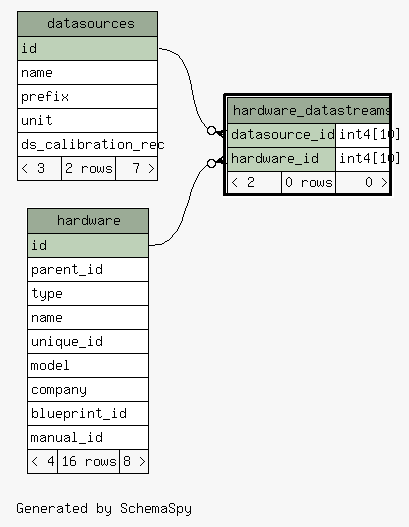 datasources
id
name
prefix
unit
ds_calibration_rec
< 3 2 rows 7 >
hardware_datastreams
datasource_id int4[10]
hardware_id int4[10]
< 2 0 rows 0 >
hardware
id
parent_id
type
name
unique_id
model
company
blueprint_id
manual_id
< 4 16 rows 8 >
Generated by SchemaSpy